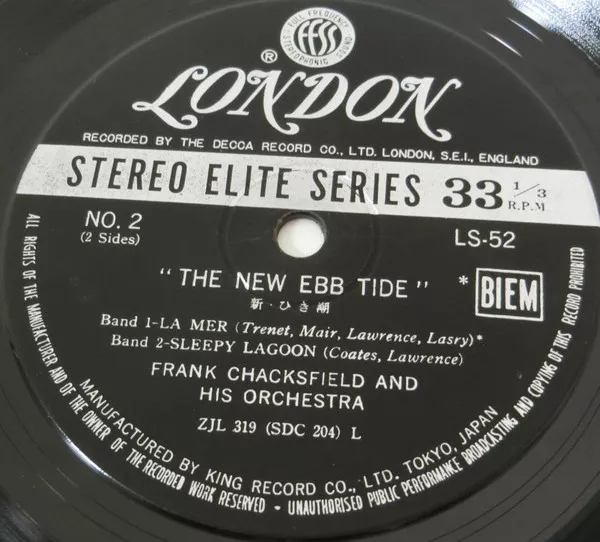 FULL FREQUENCY
FFSS
STEREOPHONIC SOUND
® LONDON
RECORDED BY THE DECCA RECORD CO., LTD. LONDON, S.E.I., ENGLAND
STEREO ELITE SERIES 33 1/3 R.P.M
NO. 2
(2 Sides)
LS-52
"THE NEW EBB TIDE" * BIEM
新・ひき潮
Band 1-LA MER (Trenet, Mair, Lawrence, Lasry)*
Band 2-SLEEPY LAGOON (Coates, Lawrence)
FRANK CHACKSFIELD AND
HIS ORCHESTRA
ZJL 319 (SDC 204) L
MANUFACTURED BY KING RECORD CO., LTD. TOKYO, JAPAN
ALL RIGHTS OF THE MANUFACTURER AND OF THE OWNER OF THE RECORDED WORK RESERVED - UNAUTHORISED PUBLIC PERFORMANCE BROADCASTING AND COPYING OF THIS RECORD PROHIBITED